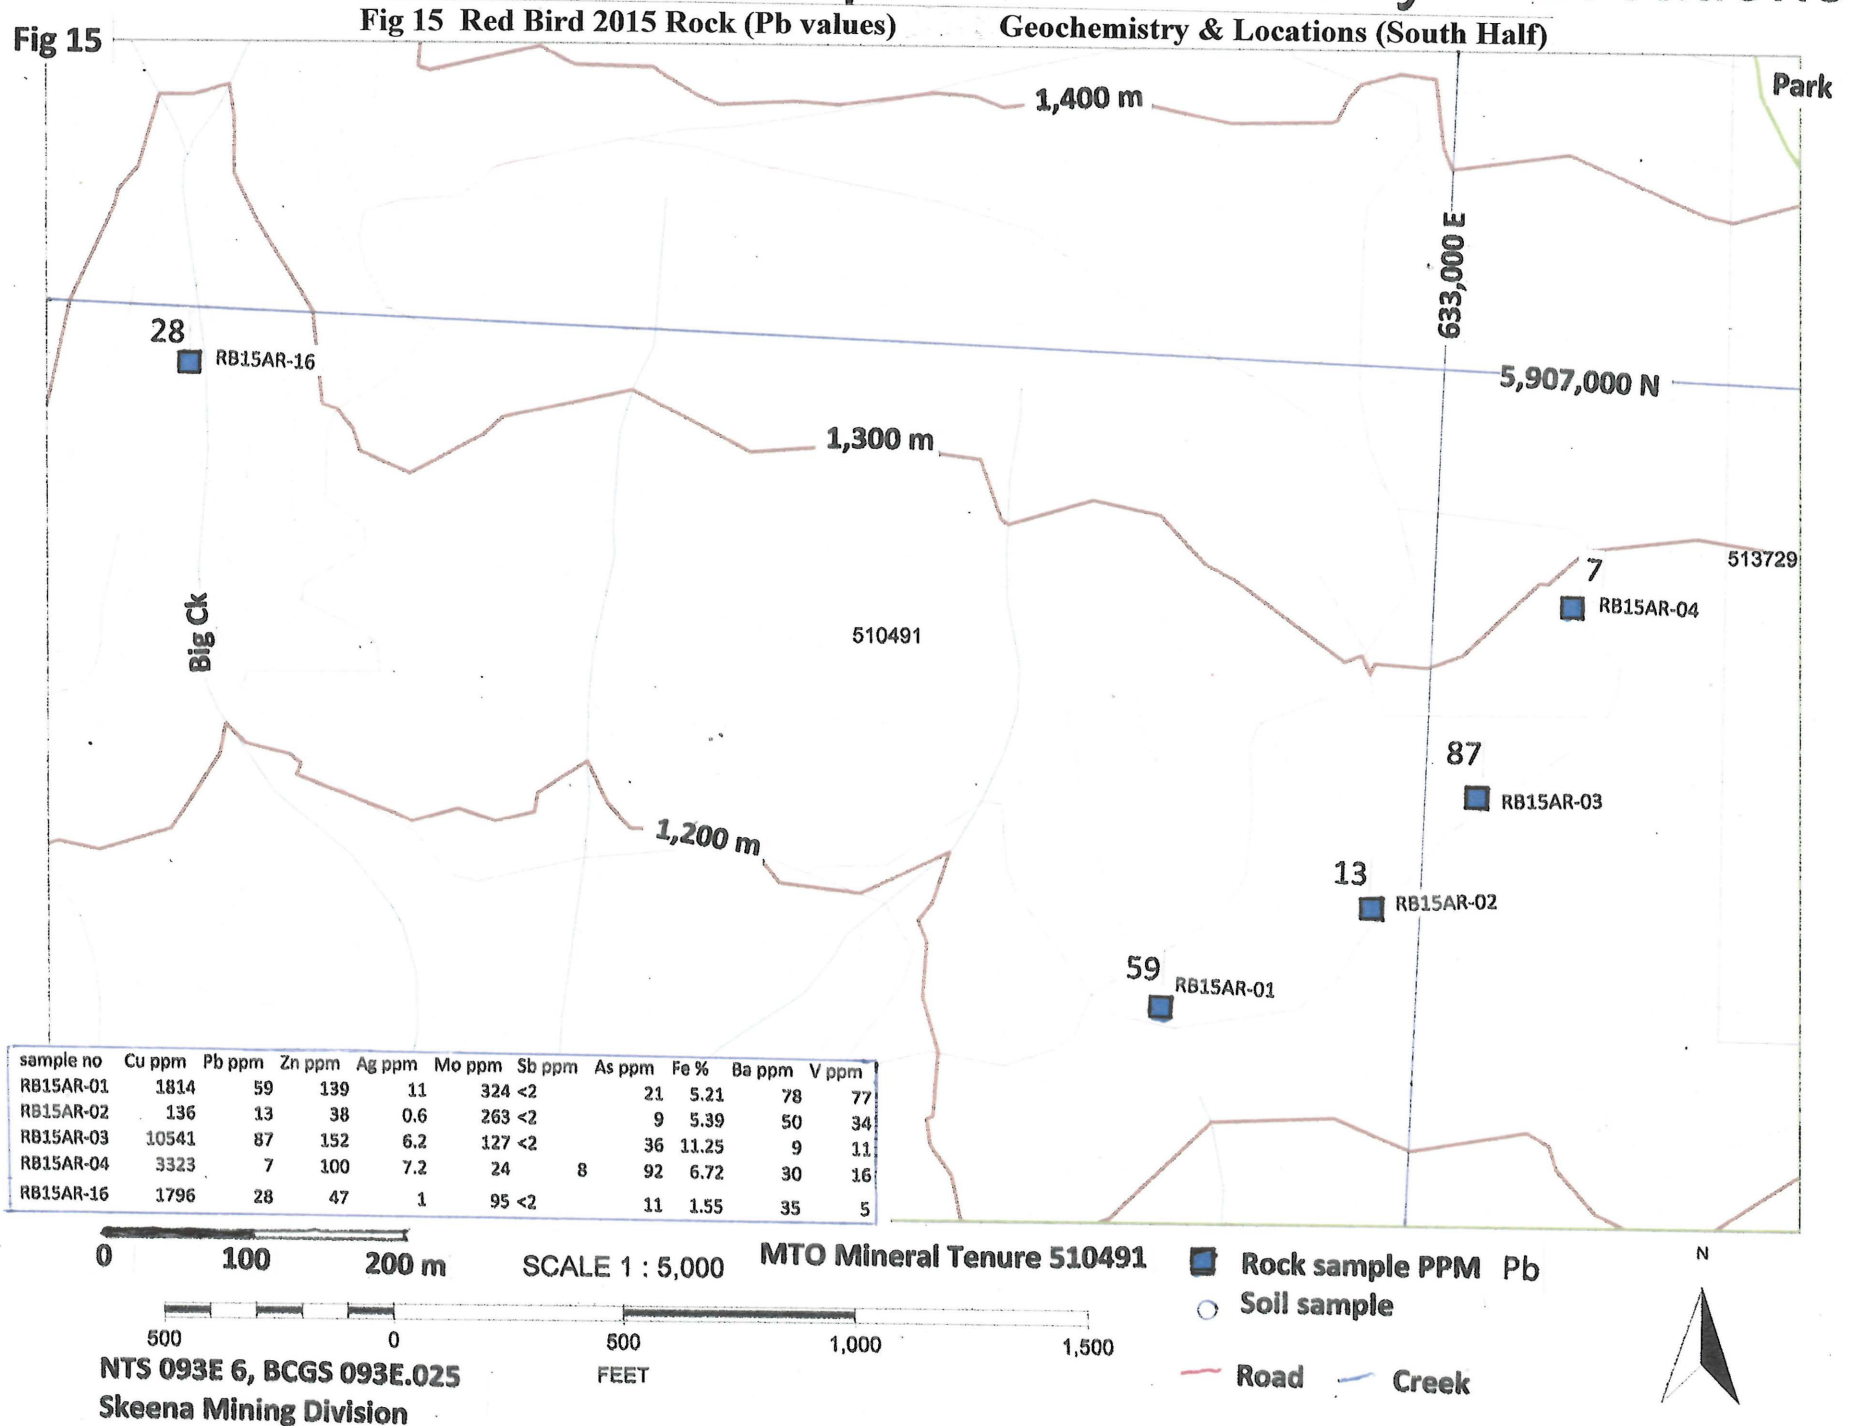 Fig 15 Red Bird 2015 Rock (Pb values) Geochemistry & Locations (South Half)
Fig 15
Park
1,400 m
633,000 E
28
RB15AR-16
5,907,000 N
1,300 m
513729
7
RB15AR-04
Big Ck
510491
87
RB15AR-03
1,200 m
13
RB15AR-02
59
RB15AR-01
sample no Cu ppm Pb ppm Zn ppm Ag ppm Mo ppm Sb ppm As ppm Fe % Ba ppm V ppm
RB15AR-01 1814 59 139 11 324 <2 21 5.21 78 77
RB15AR-02 136 13 38 0.6 263 <2 9 5.39 50 34
RB15AR-03 10541 87 152 6.2 127 <2 36 11.25 9 11
RB15AR-04 3323 7 100 7.2 24 8 92 6.72 30 16
RB15AR-16 1796 28 47 1 95 <2 11 1.55 35 5
0 100 200 m
SCALE 1 : 5,000
MTO Mineral Tenure 510491
Rock sample PPM Pb
Soil sample
N
500 0 500 1,000 1,500
FEET
NTS 093E 6, BCGS 093E.025
Skeena Mining Division
Road Creek